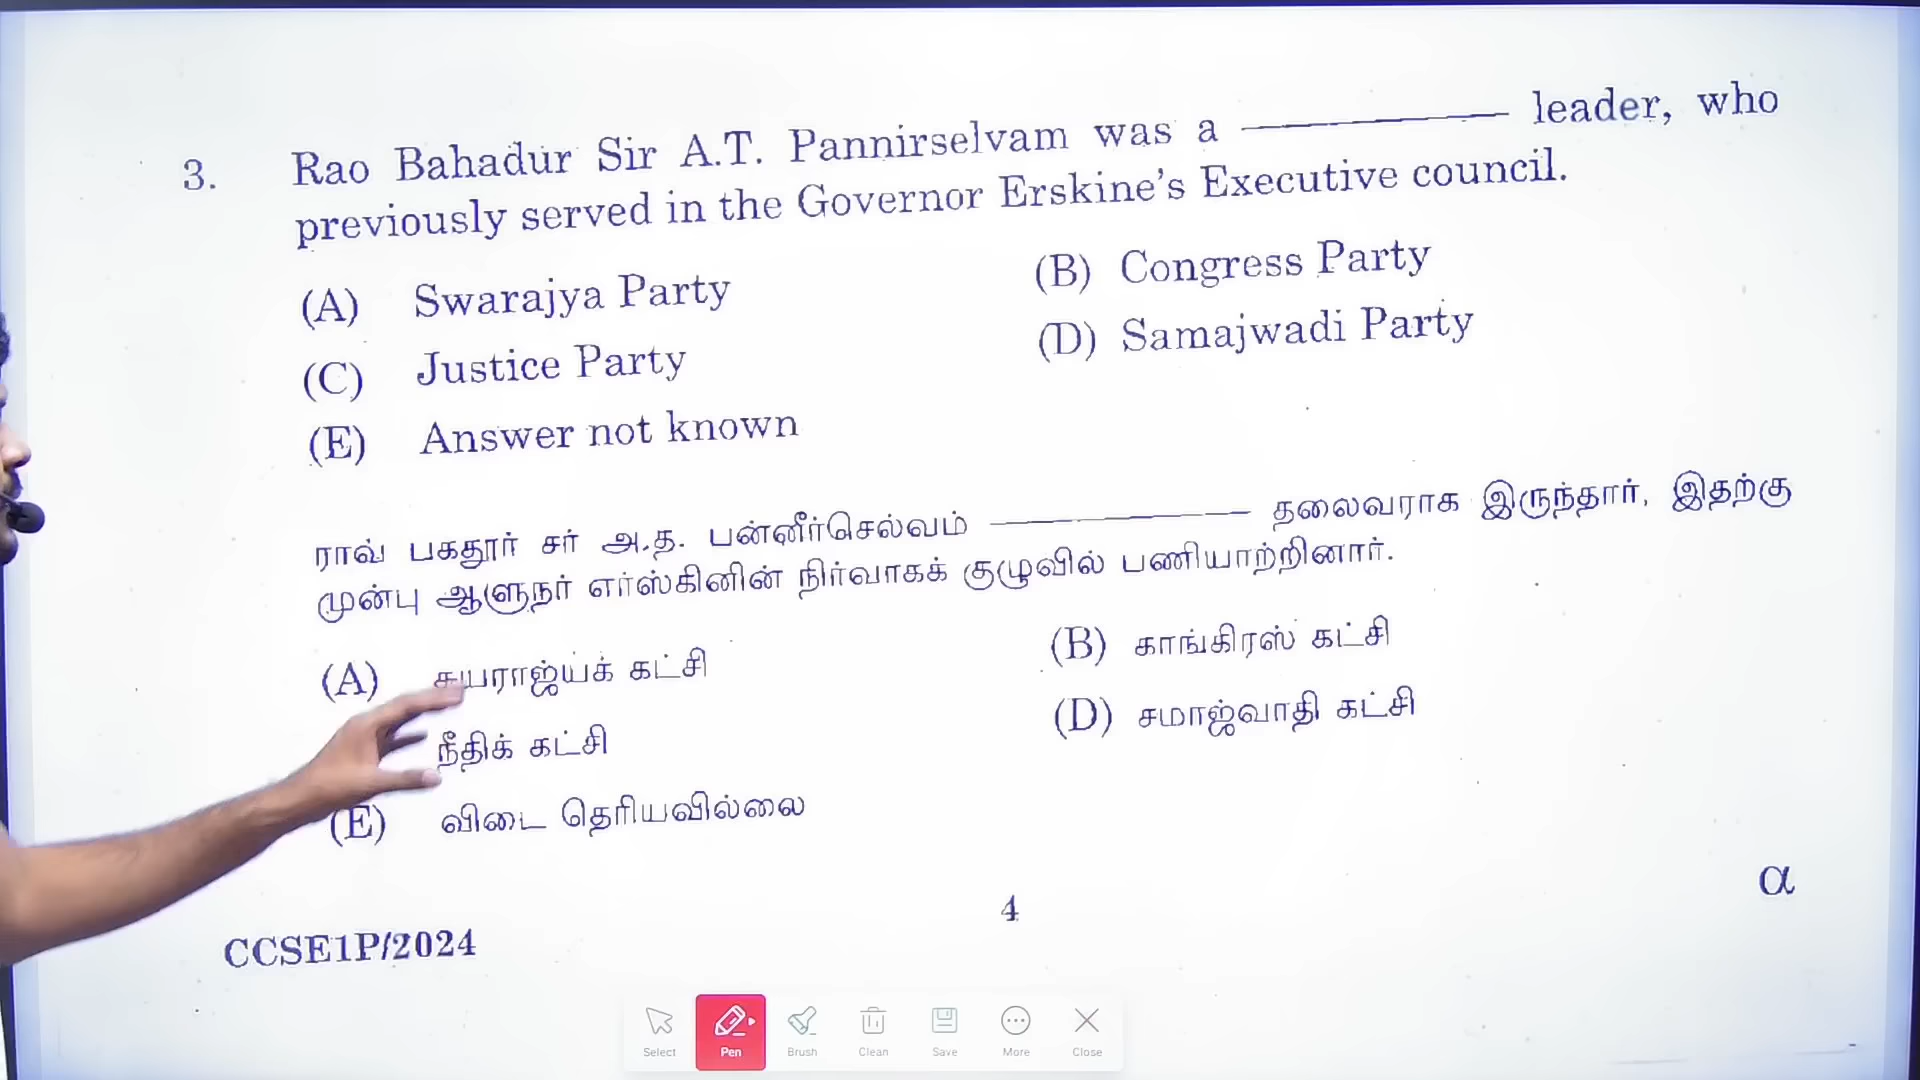 3. Rao Bahadur Sir A.T. Pannirselvam was a ———— leader, who
previously served in the Governor Erskine's Executive council.
(A) Swarajya Party (B) Congress Party
(C) Justice Party (D) Samajwadi Party
(E) Answer not known
ராவ் பகதூர் சர் அ.த. பன்னீர்செல்வம் ———— தலைவராக இருந்தார், இதற்கு
முன்பு ஆளுநர் எர்ஸ்கினின் நிர்வாகக் குழுவில் பணியாற்றினார்.
(A) சுயராஜ்யக் கட்சி (B) காங்கிரஸ் கட்சி
நீதிக் கட்சி (D) சமாஜ்வாதி கட்சி
(E) விடை தெரியவில்லை
α
4
CCSE1P/2024
Select Pen Brush Clean Save More Close